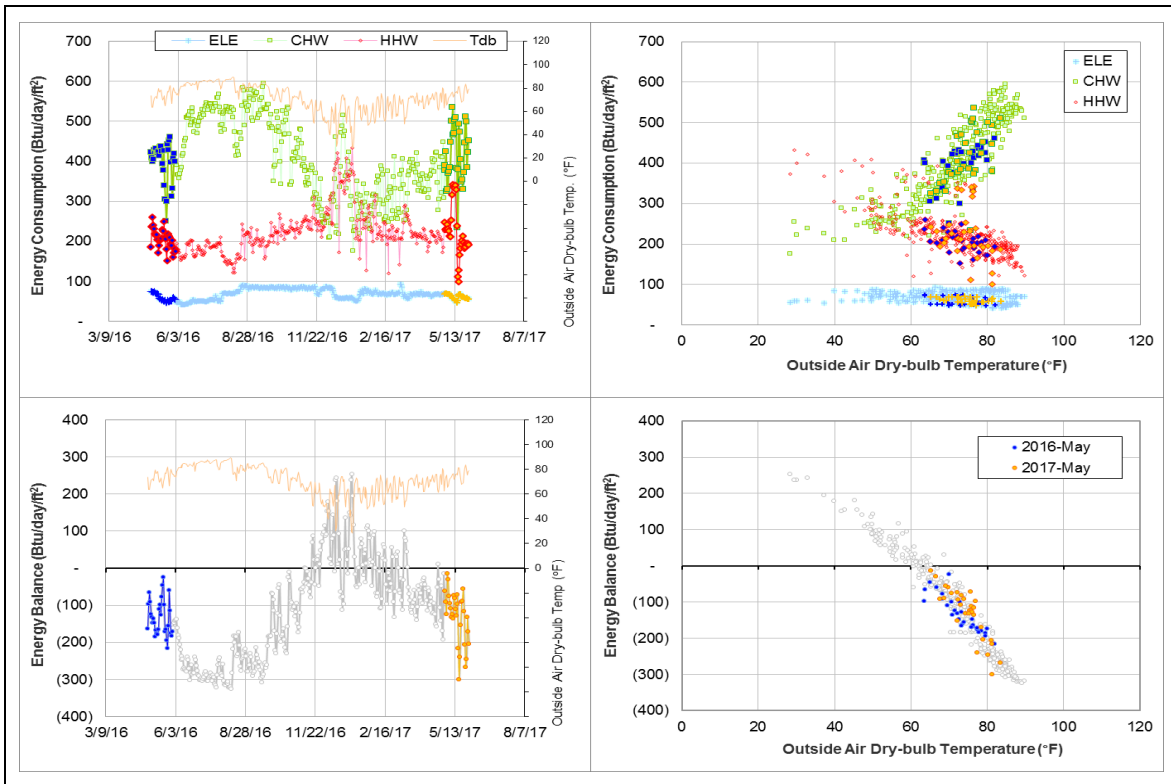 ELE CHW HHW Tdb
Energy Consumption (Btu/day/ft²)
700
600
500
400
300
200
100
-
120
100
80
60
40
20
0
Outside Air Dry-bulb Temp. (°F)
3/9/16 6/3/16 8/28/16 11/22/16 2/16/17 5/13/17 8/7/17
Energy Consumption (Btu/day/ft²)
700
600
500
400
300
200
100
-
ELE
CHW
HHW
0 20 40 60 80 100 120
Outside Air Dry-bulb Temperature (°F)
Energy Balance (Btu/day/ft²)
400
300
200
100
-
(100)
(200)
(300)
(400)
120
100
80
60
40
20
0
Outside Air Dry-bulb Temp (°F)
3/9/16 6/3/16 8/28/16 11/22/16 2/16/17 5/13/17 8/7/17
Energy Balance (Btu/day/ft²)
400
300
200
100
-
(100)
(200)
(300)
(400)
2016-May
2017-May
0 20 40 60 80 100 120
Outside Air Dry-bulb Temperature (°F)